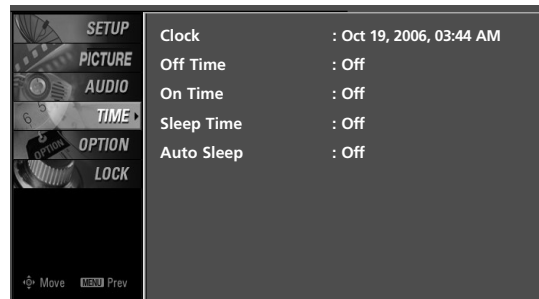 SETUP
PICTURE
AUDIO
TIME
OPTION
LOCK
Clock : Oct 19, 2006, 03:44 AM
Off Time : Off
On Time : Off
Sleep Time : Off
Auto Sleep : Off
Move MENU Prev